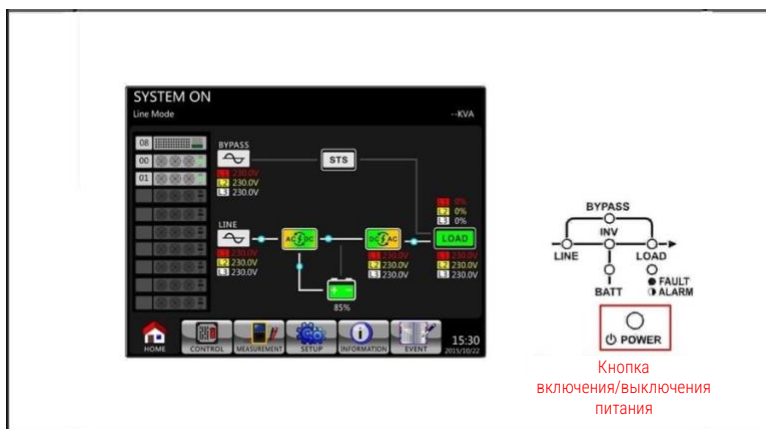 SYSTEM ON
Line Mode
--KVA
08
00
01
BYPASS
STS
L1 230.0V
L2 230.0V
L3 230.0V
L1 0%
L2 0%
L3 0%
LINE
AC DC
DC AC
LOAD
L1 230.0V
L2 230.0V
L3 230.0V
L1 230.0V
L2 230.0V
L3 230.0V
L1 230.0V
L2 230.0V
L3 230.0V
85%
HOME
CONTROL
MEASUREMENT
SETUP
INFORMATION
EVENT
15:30
2015/10/22
BYPASS
INV
LINE
LOAD
BATT
FAULT
ALARM
POWER
Кнопка
включения/выключения
питания